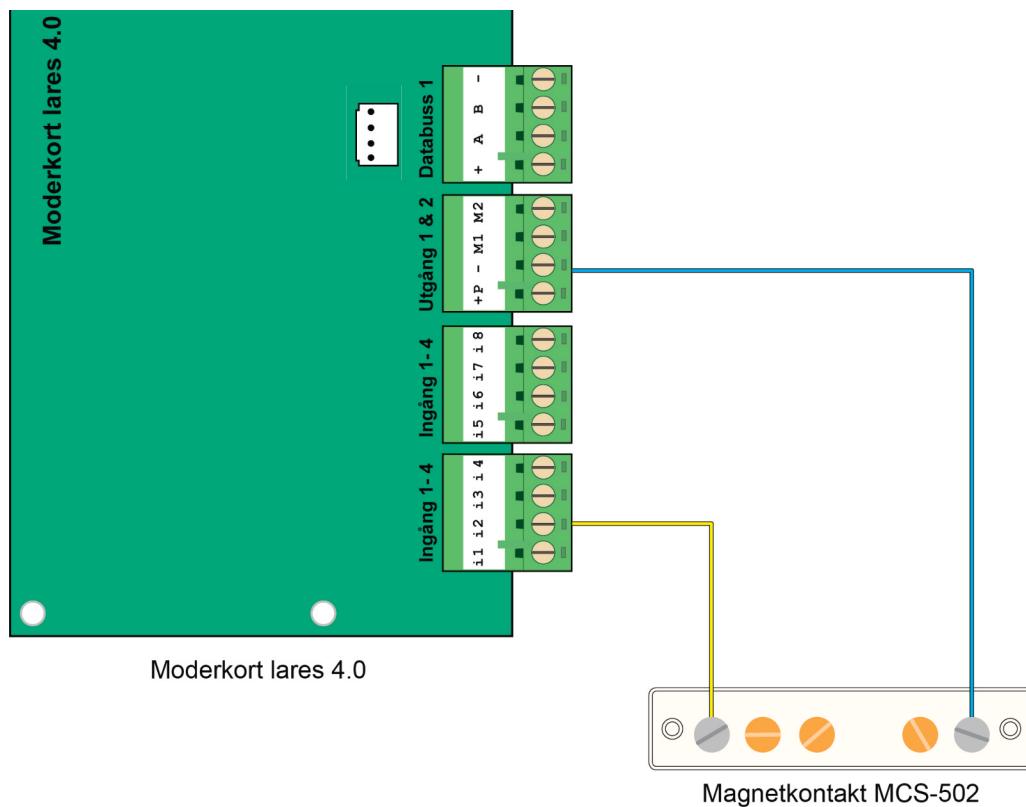 Moderkort lares 4.0
Databuss 1
+ A B -
Utgång 1 & 2
+P - M1 M2
Ingång 1- 4
i5 i6 i7 i8
Ingång 1- 4
i1 i2 i3 i4
Moderkort lares 4.0
Magnetkontakt MCS-502